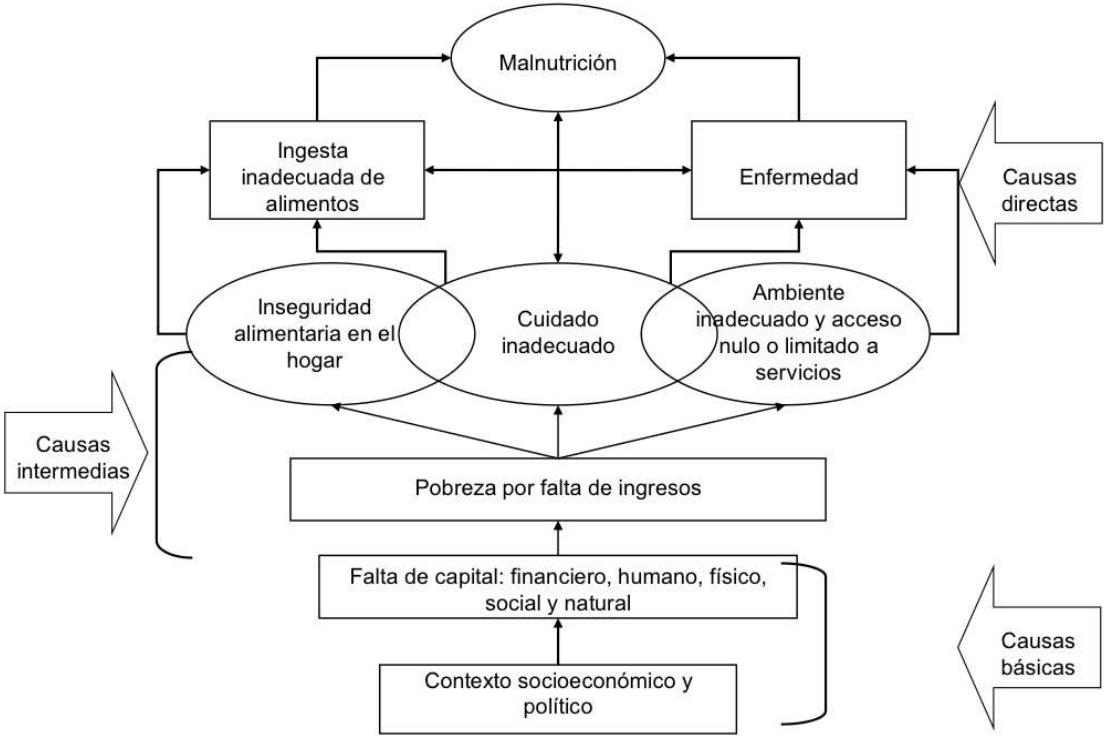 Malnutrición
Ingesta
inadecuada de
alimentos
Enfermedad
Causas
directas
Inseguridad
alimentaria en el
hogar
Cuidado
inadecuado
Ambiente
inadecuado y acceso
nulo o limitado a
servicios
Causas
intermedias
Pobreza por falta de ingresos
Falta de capital: financiero, humano, físico,
social y natural
Causas
básicas
Contexto socioeconómico y
político